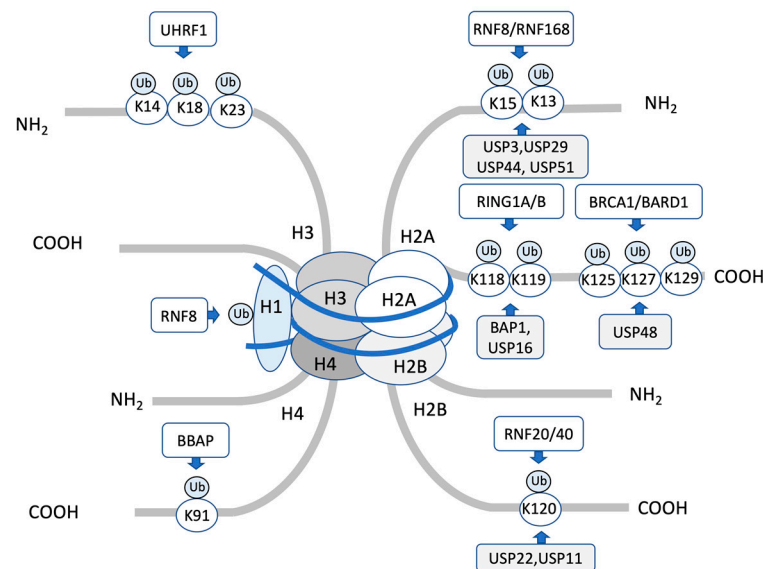 UHRF1
RNF8/RNF168
Ub Ub Ub
Ub Ub
K14 K18 K23
K15 K13
NH2
NH2
USP3,USP29
USP44, USP51
RING1A/B
BRCA1/BARD1
COOH
H3
H2A
Ub Ub
Ub Ub Ub
K118 K119
K125 K127 K129
COOH
RNF8
Ub
H1
H3
H2A
BAP1,
USP16
USP48
H4
H2B
NH2
NH2
H4
H2B
BBAP
RNF20/40
Ub
Ub
COOH
K91
K120
COOH
USP22,USP11